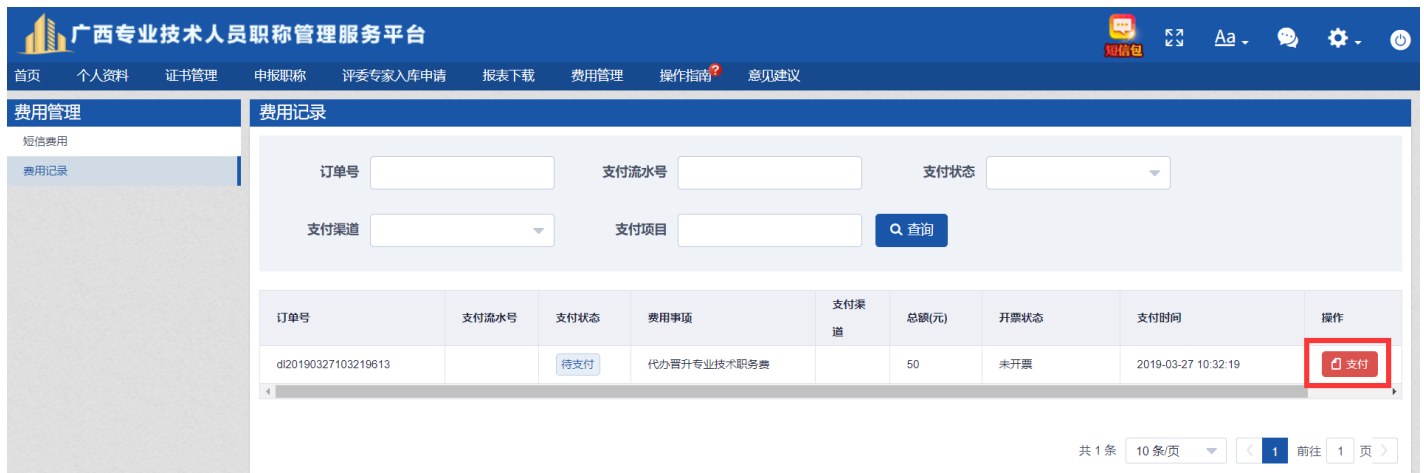 广西专业技术人员职称管理服务平台
短信包
Aa
首页 个人资料 证书管理 申报职称 评委专家入库申请 报表下载 费用管理 操作指南? 意见建议
费用管理
短信费用
费用记录
费用记录
订单号 支付流水号 支付状态
支付渠道 支付项目 查询
订单号 支付流水号 支付状态 费用事项 支付渠道 总额(元) 开票状态 支付时间 操作
dl20190327103219613 待支付 代办晋升专业技术职务费 50 未开票 2019-03-27 10:32:19 支付
共 1 条 10 条/页 1 前往 1 页